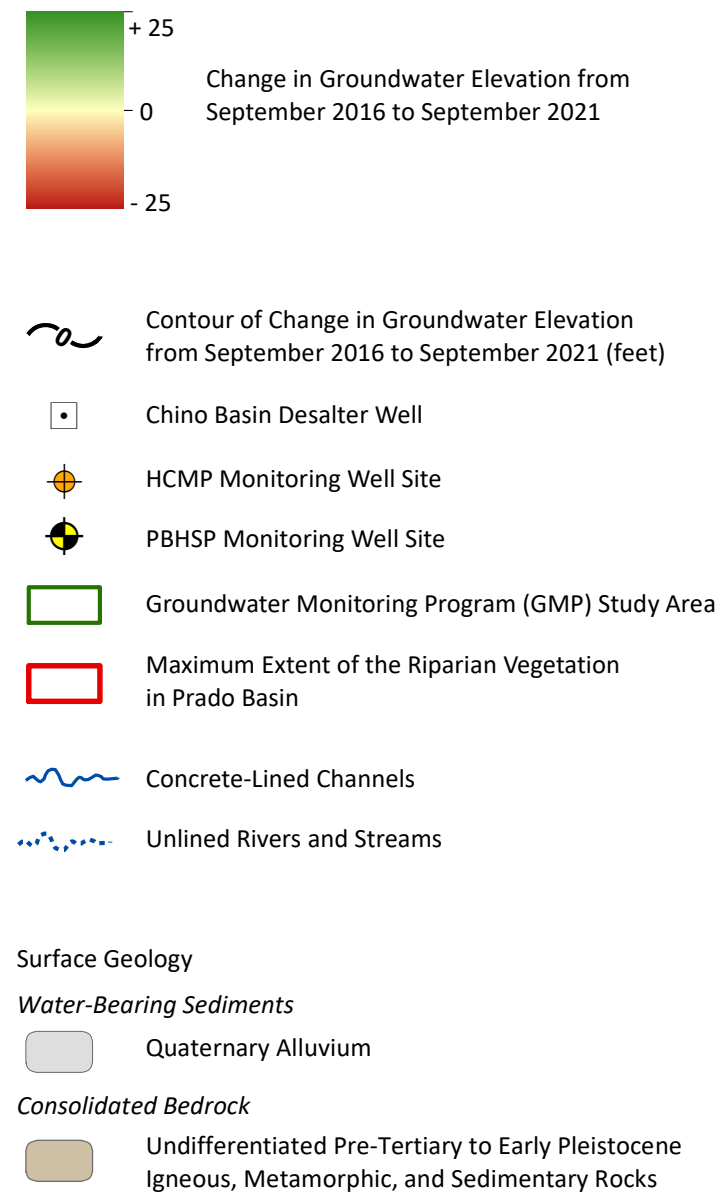 + 25
Change in Groundwater Elevation from
0
September 2016 to September 2021
- 25
Contour of Change in Groundwater Elevation
0
from September 2016 to September 2021 (feet)
Chino Basin Desalter Well
HCMP Monitoring Well Site
PBHSP Monitoring Well Site
Groundwater Monitoring Program (GMP) Study Area
Maximum Extent of the Riparian Vegetation
in Prado Basin
Concrete-Lined Channels
Unlined Rivers and Streams
Surface Geology
Water-Bearing Sediments
Quaternary Alluvium
Consolidated Bedrock
Undifferentiated Pre-Tertiary to Early Pleistocene
Igneous, Metamorphic, and Sedimentary Rocks